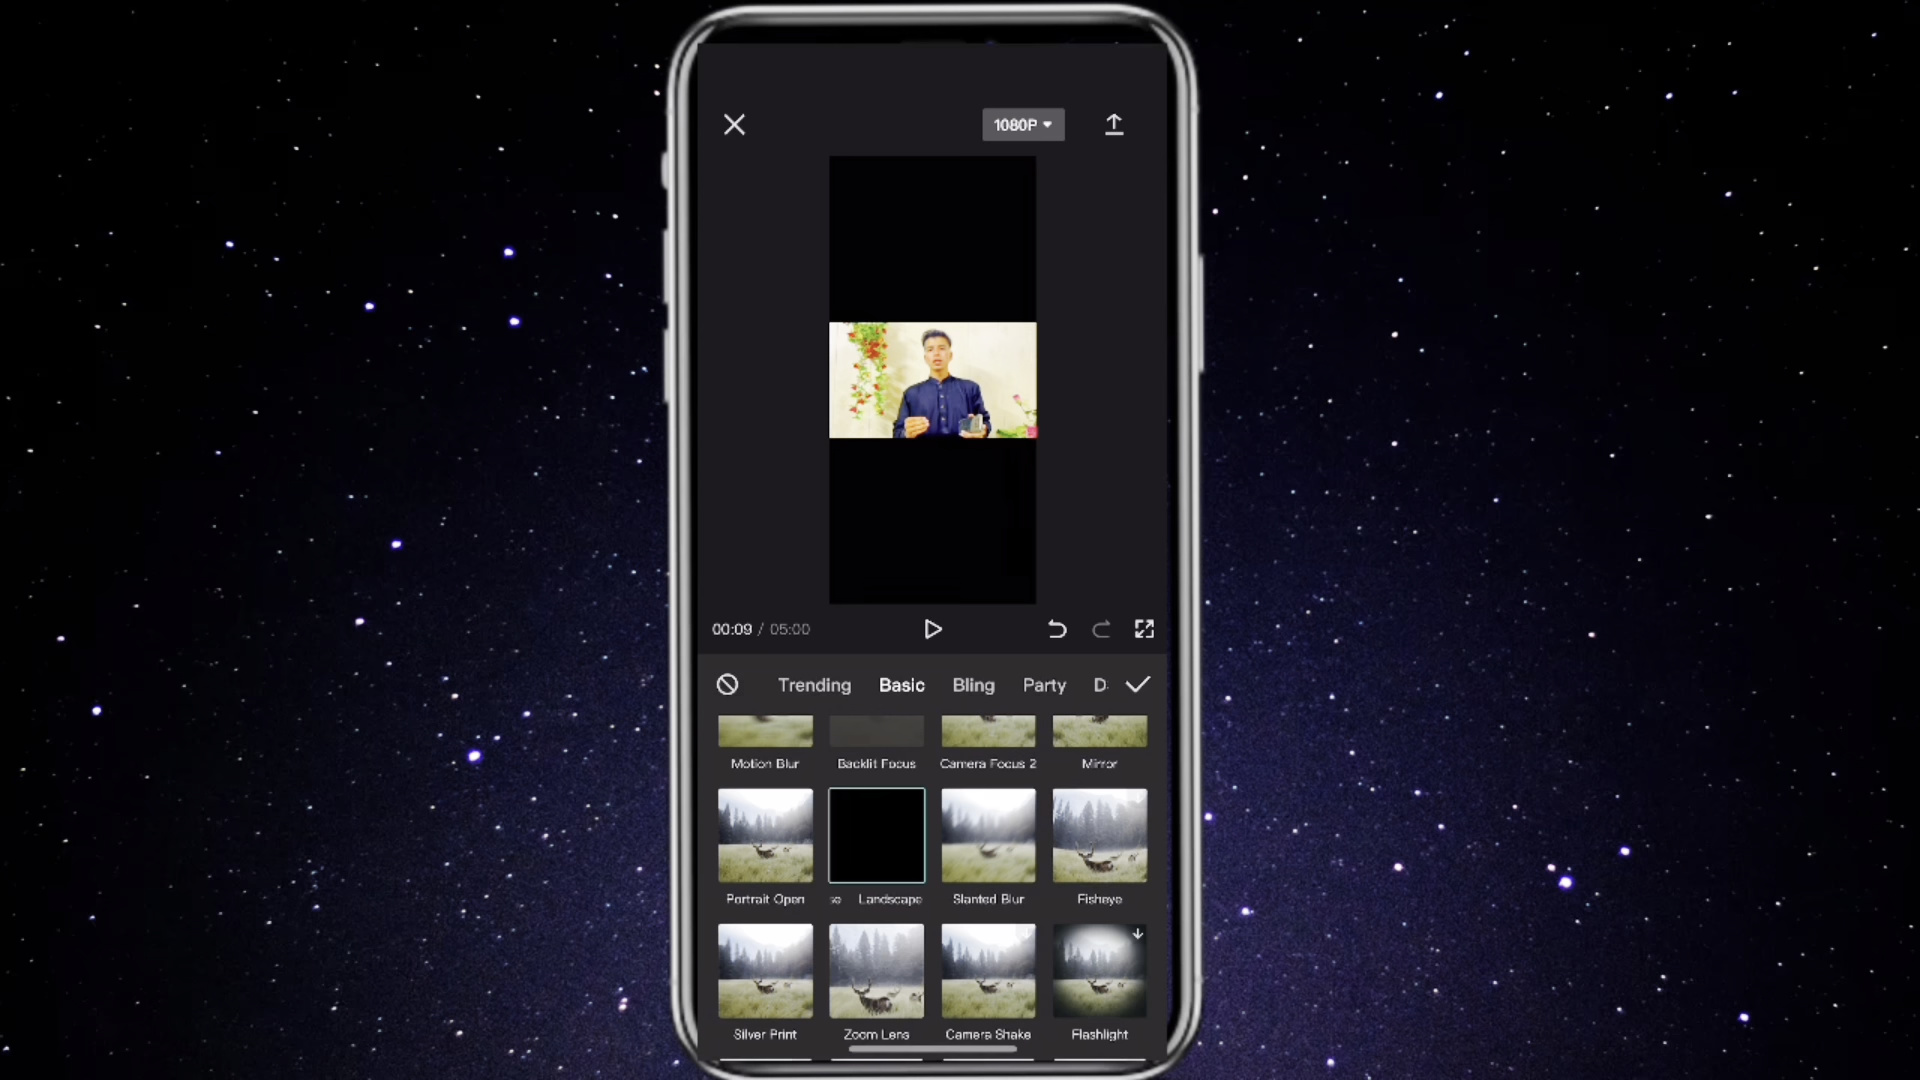 1080P
00:09 / 05:00
Trending Basic Bling Party D
Motion Blur Backlit Focus Camera Focus 2 Mirror
Portrait Open se Landscape Slanted Blur Fisheye
Silver Print Zoom Lens Camera Shake Flashlight